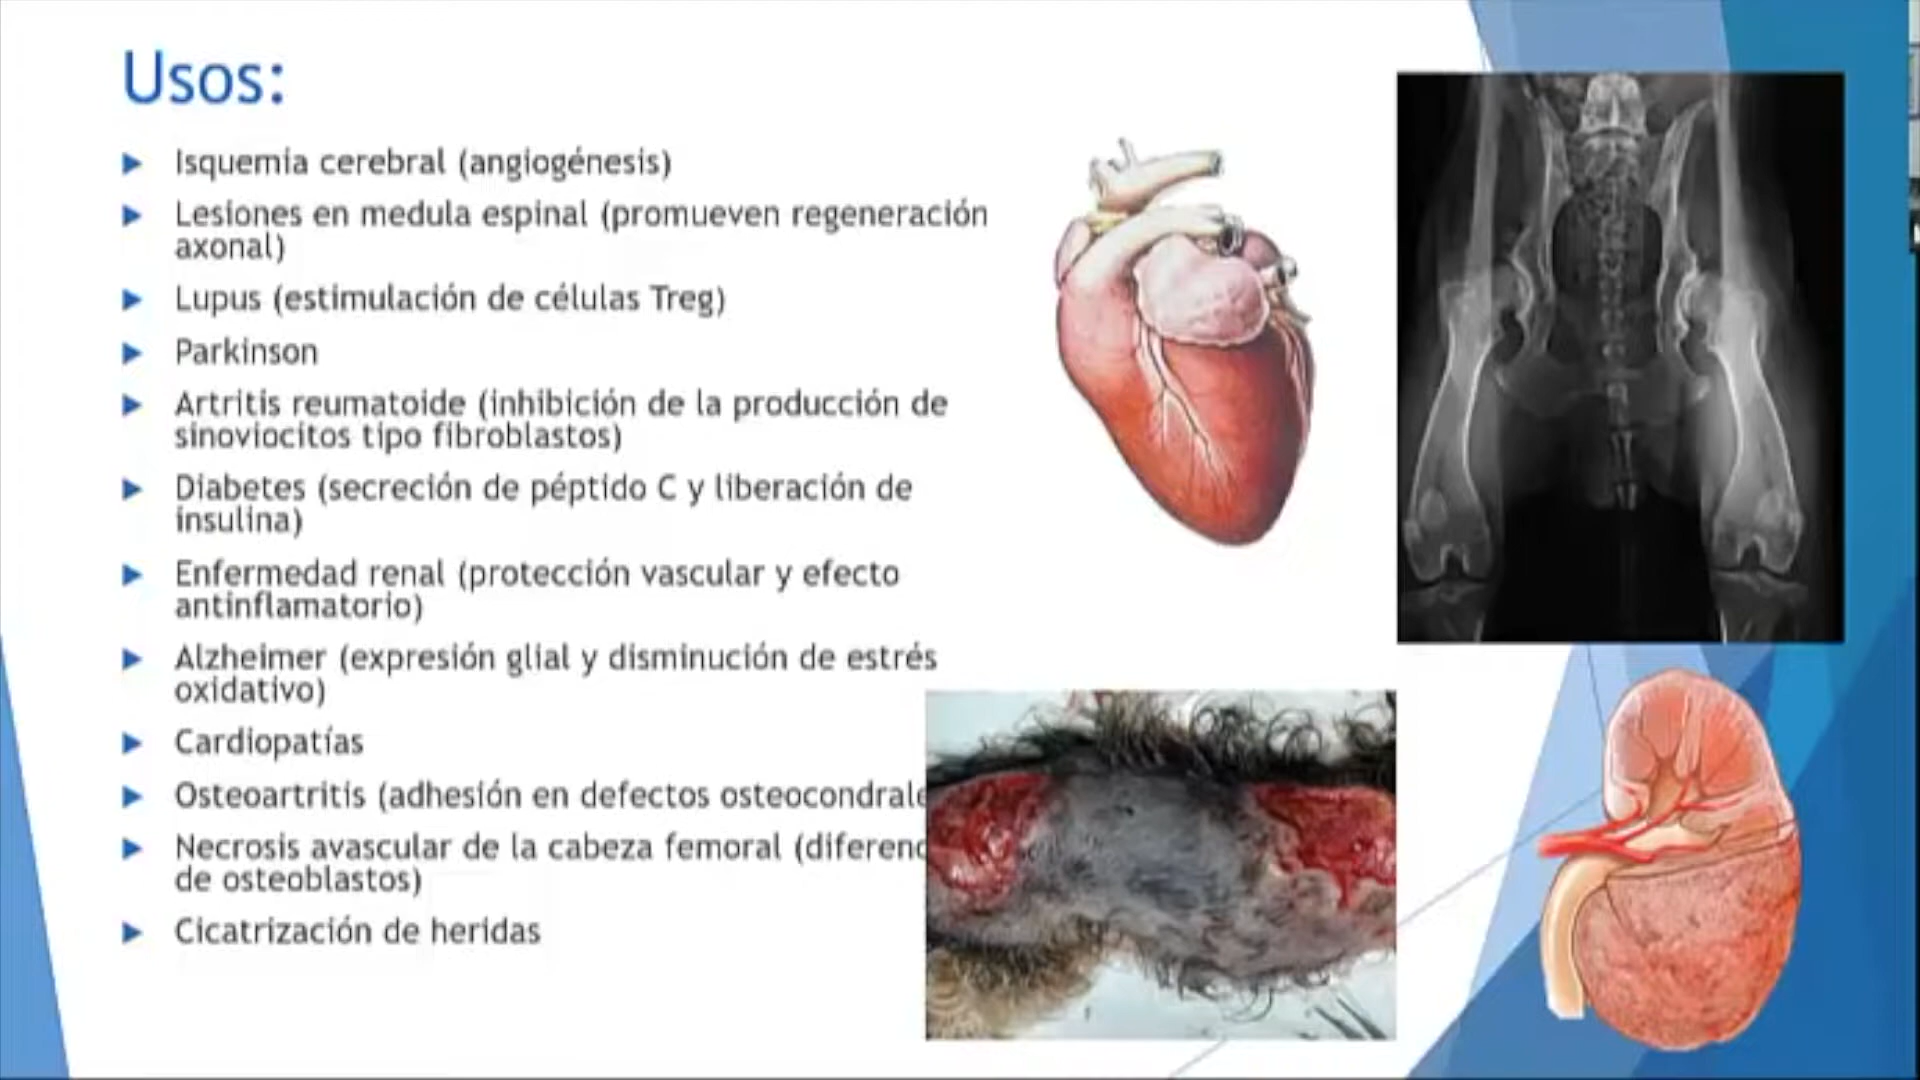 Usos:
Isquemia cerebral (angiogénesis)
Lesiones en medula espinal (promueven regeneración
axonal)
Lupus (estimulación de células Treg)
Parkinson
Artritis reumatoide (inhibición de la producción de
sinoviocitos tipo fibroblastos)
Diabetes (secreción de péptido C y liberación de
insulina)
Enfermedad renal (protección vascular y efecto
antinflamatorio)
Alzheimer (expresión glial y disminución de estrés
oxidativo)
Cardiopatías
Osteoartritis (adhesión en defectos
Necrosis avascular de la cabeza femoral
de osteoblastos)
Cicatrización de heridas